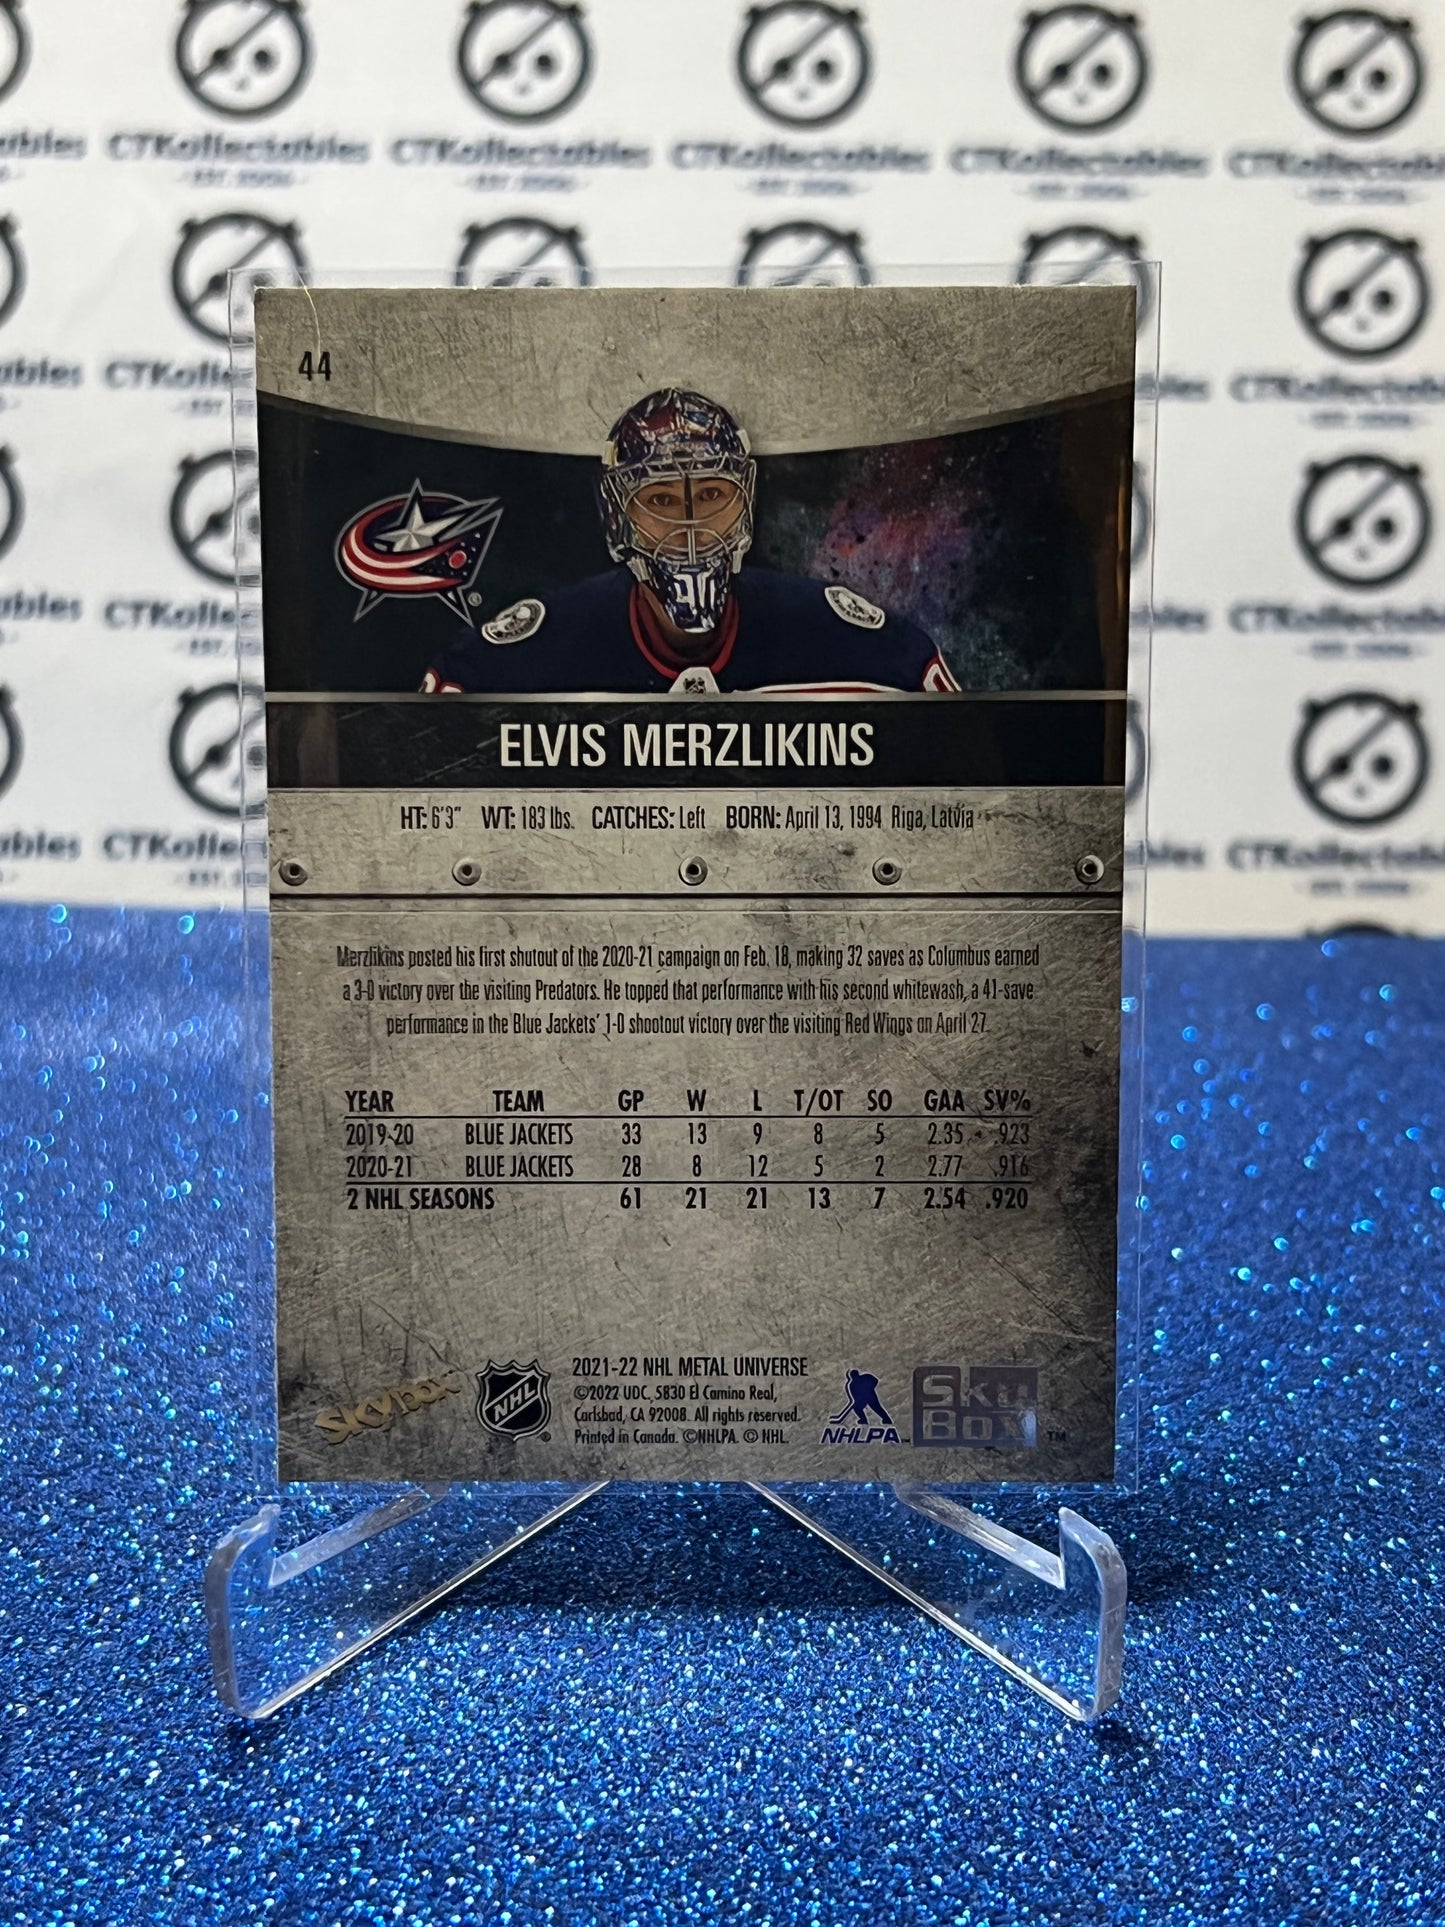 CTKollectables CTKollectables CTKollectables CTKollectables
44
ELVIS MERZLIKINS
HT: 6'3" WT: 183 lbs. CATCHES: Left BORN: April 13, 1994 Riga, Latvia
Merzlikins posted his first shutout of the 2020-21 campaign on Feb. 18, making 32 saves as Columbus earned
a 3-0 victory over the visiting Predators. He topped that performance with his second whitewash, a 41-save
performance in the Blue Jackets' 1-0 shootout victory over the visiting Red Wings on April 27.
YEAR TEAM GP W L T/OT SO GAA SV%
2019-20 BLUE JACKETS 33 13 9 8 5 2.35 .923
2020-21 BLUE JACKETS 28 8 12 5 2 2.77 .916
2 NHL SEASONS 61 21 21 13 7 2.54 .920
2021-22 NHL METAL UNIVERSE
©2022 UDC, 5830 El Camino Real,
Carlsbad, CA 92008. All rights reserved.
Printed in Canada. ©NHLPA. © NHL.
SKYBOX
NHL
NHLPA™
SkyBox™